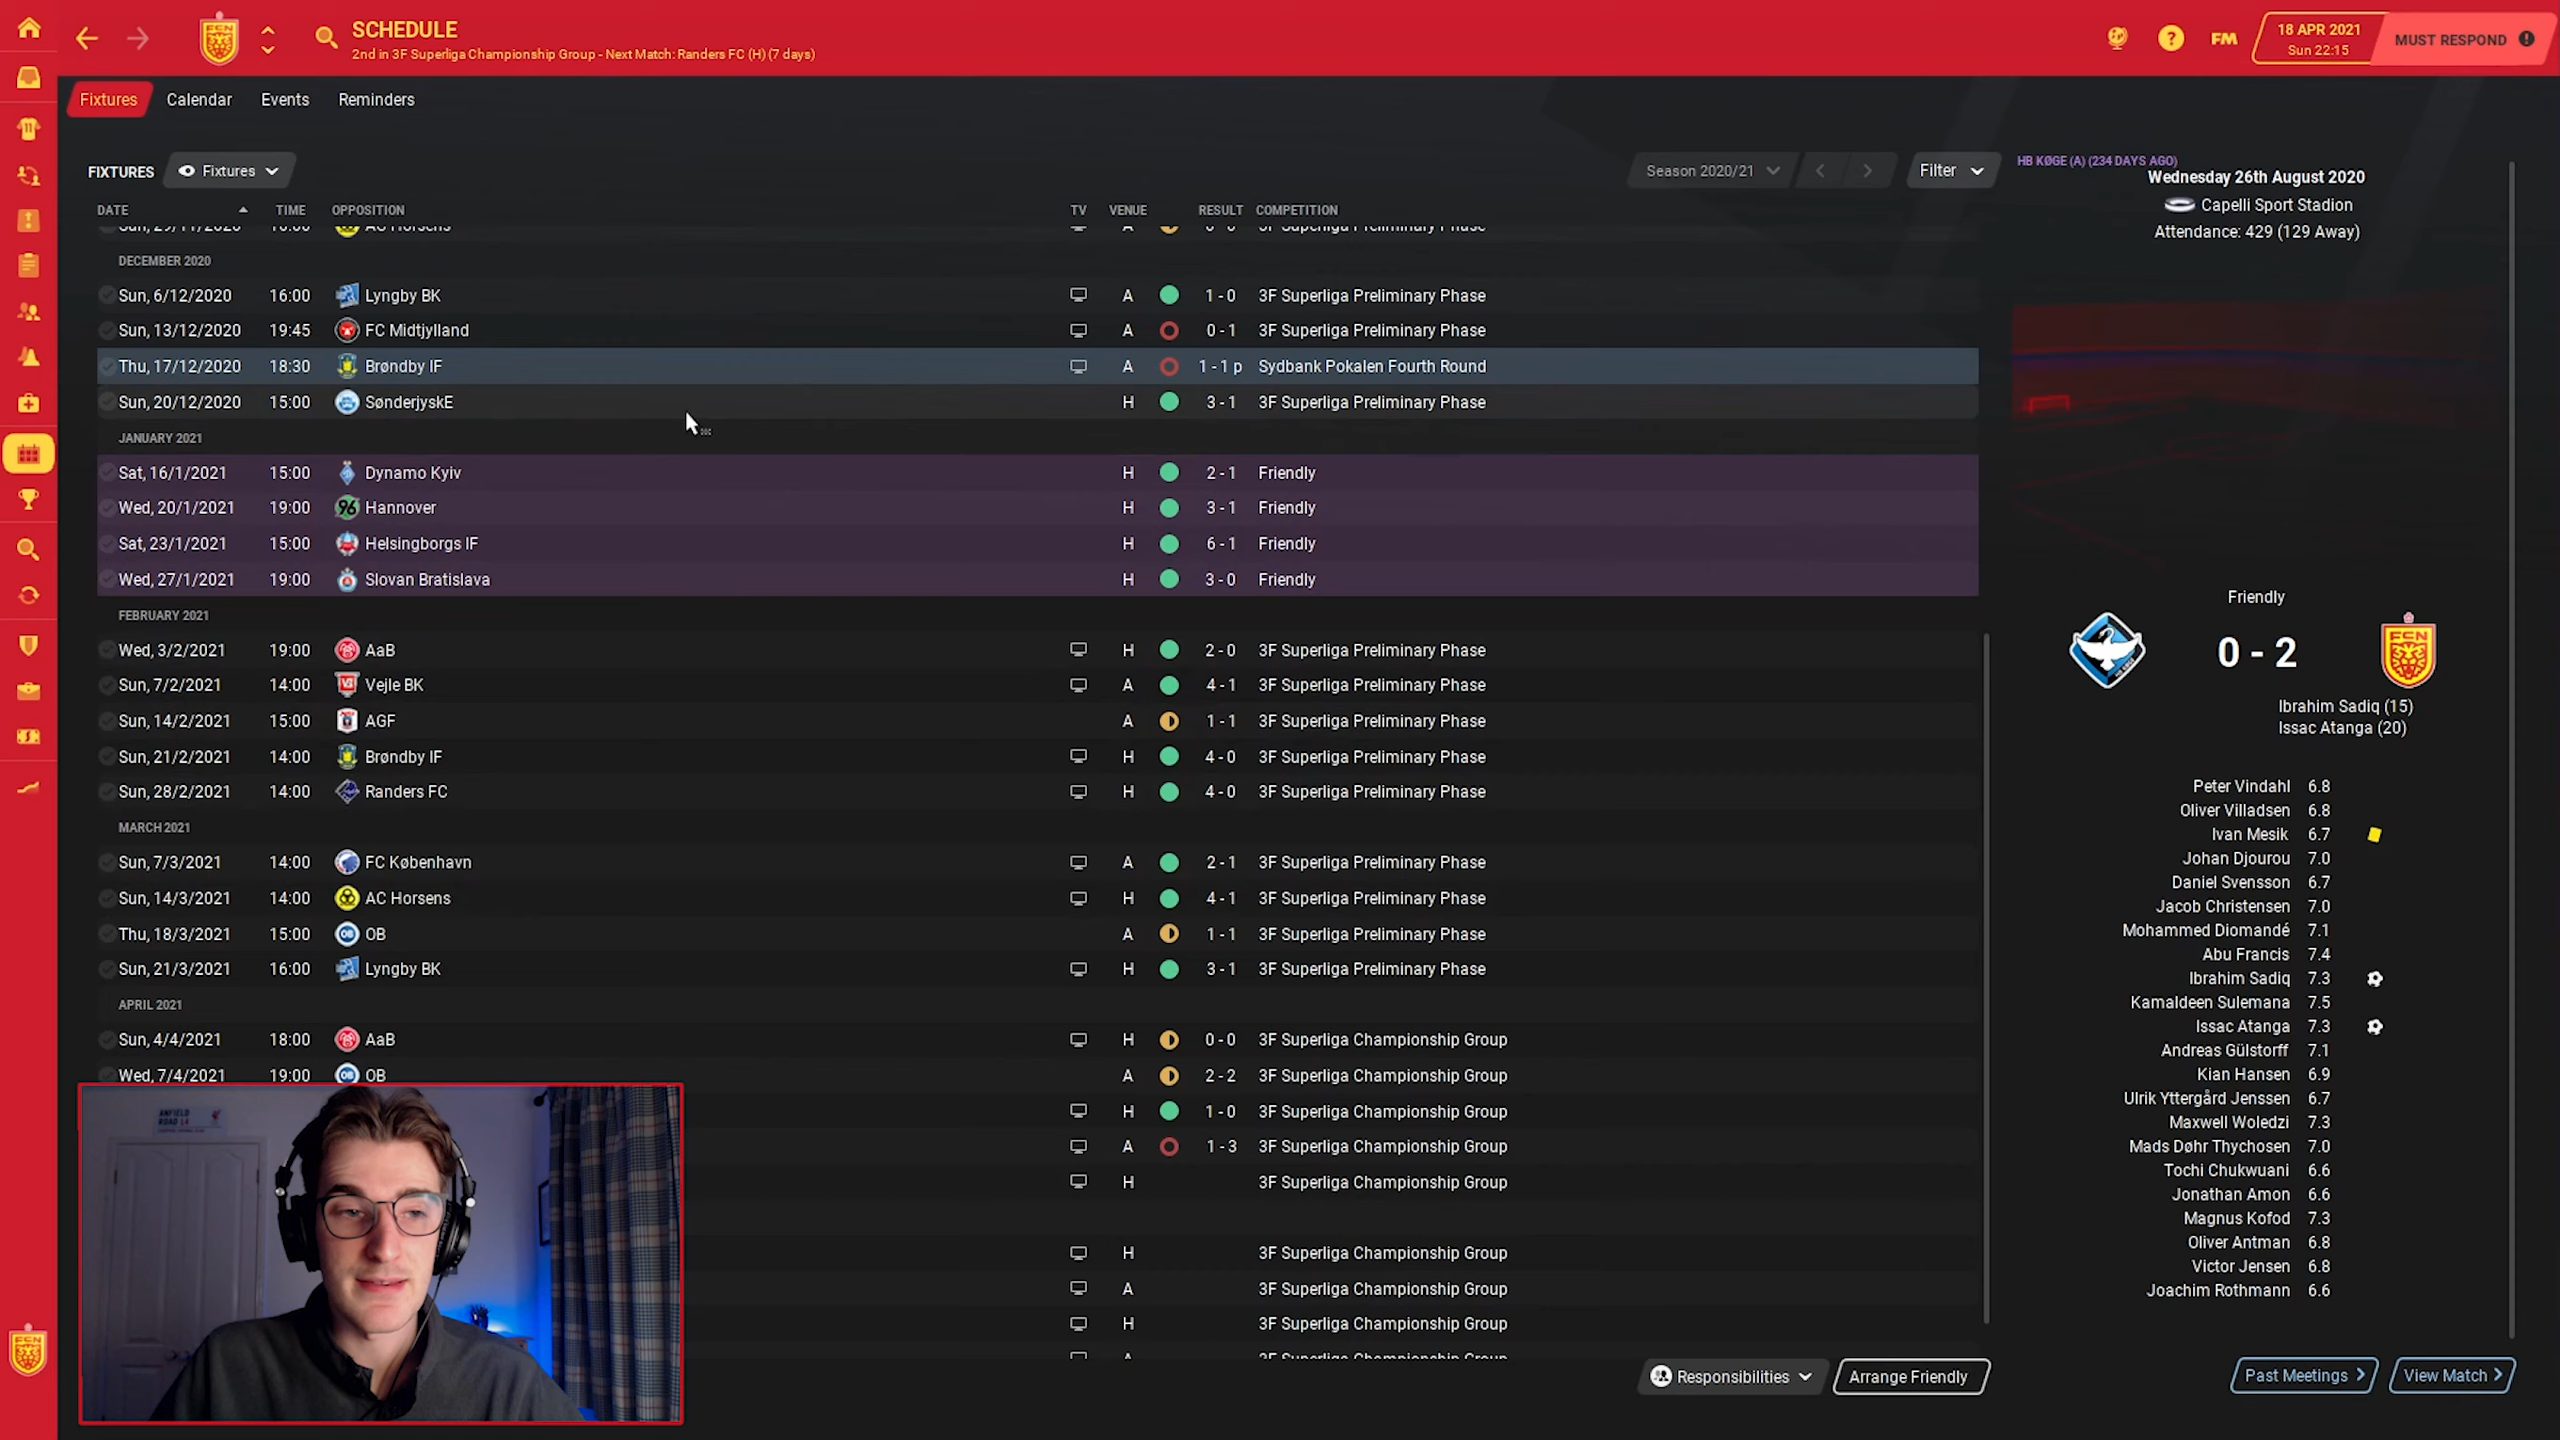 SCHEDULE
2nd in 3F Superliga Championship Group - Next Match: Randers FC (H) (7 days)
FM
18 APR 2021
Sun 22:15
MUST RESPOND
Fixtures Calendar Events Reminders
FIXTURES Fixtures
Season 2020/21 Filter
DATE TIME OPPOSITION TV VENUE RESULT COMPETITION
Sun, 29/11/2020 AC Horsens A 3F Superliga Preliminary Phase
DECEMBER 2020
Sun, 6/12/2020 16:00 Lyngby BK A 1 - 0 3F Superliga Preliminary Phase
Sun, 13/12/2020 19:45 FC Midtjylland A 0 - 1 3F Superliga Preliminary Phase
Thu, 17/12/2020 18:30 Brøndby IF A 1 - 1 p Sydbank Pokalen Fourth Round
Sun, 20/12/2020 15:00 SønderjyskE H 3 - 1 3F Superliga Preliminary Phase
JANUARY 2021
Sat, 16/1/2021 15:00 Dynamo Kyiv H 2 - 1 Friendly
Wed, 20/1/2021 19:00 Hannover H 3 - 1 Friendly
Sat, 23/1/2021 15:00 Helsingborgs IF H 6 - 1 Friendly
Wed, 27/1/2021 19:00 Slovan Bratislava H 3 - 0 Friendly
FEBRUARY 2021
Wed, 3/2/2021 19:00 AaB H 2 - 0 3F Superliga Preliminary Phase
Sun, 7/2/2021 14:00 Vejle BK A 4 - 1 3F Superliga Preliminary Phase
Sun, 14/2/2021 15:00 AGF A 1 - 1 3F Superliga Preliminary Phase
Sun, 21/2/2021 14:00 Brøndby IF H 4 - 0 3F Superliga Preliminary Phase
Sun, 28/2/2021 14:00 Randers FC H 4 - 0 3F Superliga Preliminary Phase
MARCH 2021
Sun, 7/3/2021 14:00 FC København A 2 - 1 3F Superliga Preliminary Phase
Sun, 14/3/2021 14:00 AC Horsens H 4 - 1 3F Superliga Preliminary Phase
Thu, 18/3/2021 15:00 OB A 1 - 1 3F Superliga Preliminary Phase
Sun, 21/3/2021 16:00 Lyngby BK H 3 - 1 3F Superliga Preliminary Phase
APRIL 2021
Sun, 4/4/2021 18:00 AaB H 0 - 0 3F Superliga Championship Group
Wed, 7/4/2021 19:00 OB A 2 - 2 3F Superliga Championship Group
H 1 - 0 3F Superliga Championship Group
A 1 - 3 3F Superliga Championship Group
H 3F Superliga Championship Group
H 3F Superliga Championship Group
A 3F Superliga Championship Group
H 3F Superliga Championship Group
A 3F Superliga Championship Group
ANFIELD
ROAD L4
Responsibilities Arrange Friendly
HB KØGE (A) (234 DAYS AGO)
Wednesday 26th August 2020
Capelli Sport Stadion
Attendance: 429 (129 Away)
Friendly
0 - 2
FCN
Ibrahim Sadiq (15)
Issac Atanga (20)
Peter Vindahl 6.8
Oliver Villadsen 6.8
Ivan Mesik 6.7
Johan Djourou 7.0
Daniel Svensson 6.7
Jacob Christensen 7.0
Mohammed Diomandé 7.1
Abu Francis 7.4
Ibrahim Sadiq 7.3
Kamaldeen Sulemana 7.5
Issac Atanga 7.3
Andreas Gülstorff 7.1
Kian Hansen 6.9
Ulrik Yttergård Jenssen 6.7
Maxwell Woledzi 7.3
Mads Døhr Thychosen 7.0
Tochi Chukwuani 6.6
Jonathan Amon 6.6
Magnus Kofod 7.3
Oliver Antman 6.8
Victor Jensen 6.8
Joachim Rothmann 6.6
Past Meetings View Match